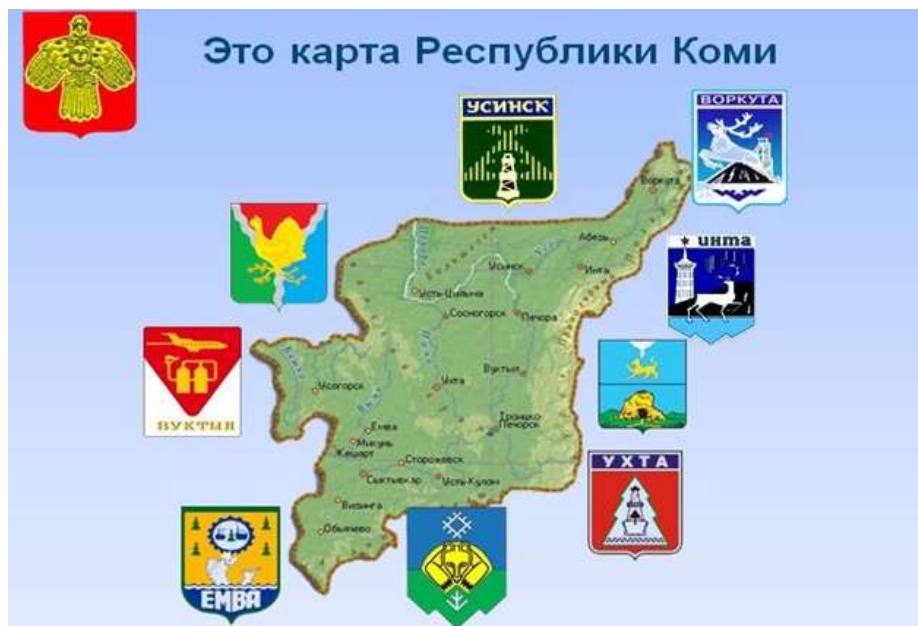 Это карта Республики Коми
УСИНСК
ВОРКУТА
Воркута
Абезь
инта
Усинск
Инта
Усть-Цильма
Сосногорск
Печора
Вуктыл
ВУКТЫЛ
Усогорск
Ухта
Троицко-
Печорск
Емва
Микунь
Жешарт
Сторожевск
Сыктывкар
Усть-Кулом
УХТА
Визинга
Объячево
ЕМВА